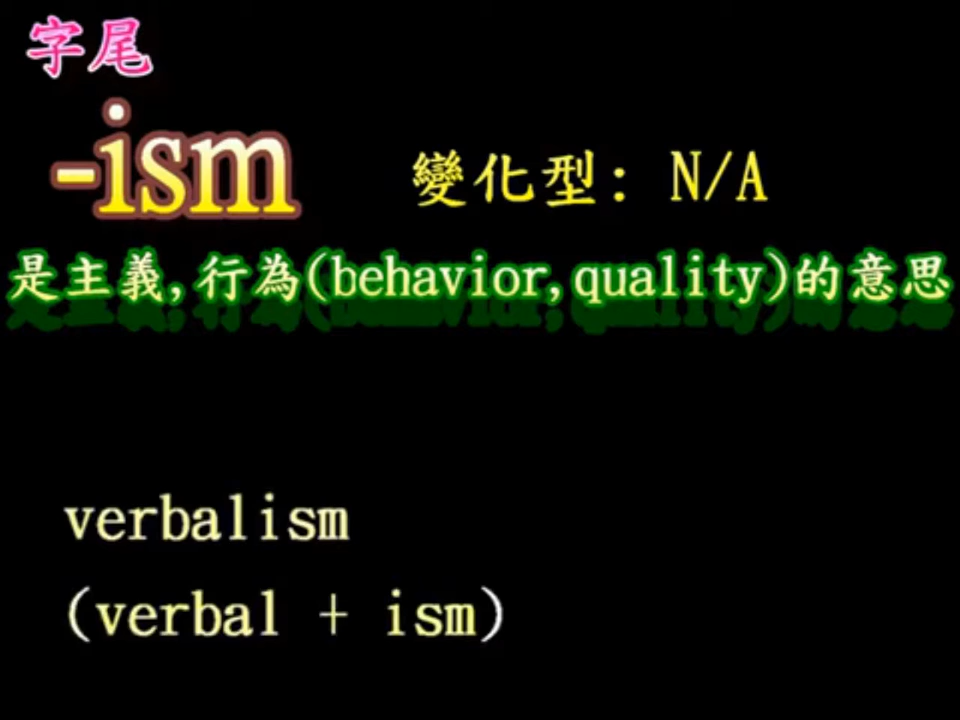 字尾
-ism 變化型: N/A
是主義,行為(behavior,quality)的意思
verbalism
(verbal + ism)